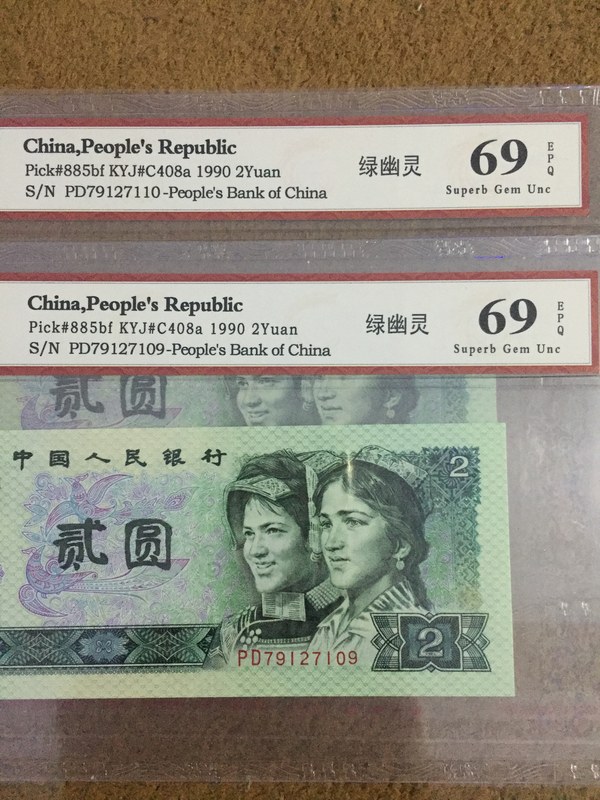 China,People's Republic
Pick#885bf KYJ#C408a 1990 2Yuan
S/N PD79127110-People's Bank of China
绿幽灵
69
EPQ
Superb Gem Unc
China,People's Republic
Pick#885bf KYJ#C408a 1990 2Yuan
S/N PD79127109-People's Bank of China
绿幽灵
69
EPQ
Superb Gem Unc
贰圆
中国人民银行
2
贰圆
PD79127109
2